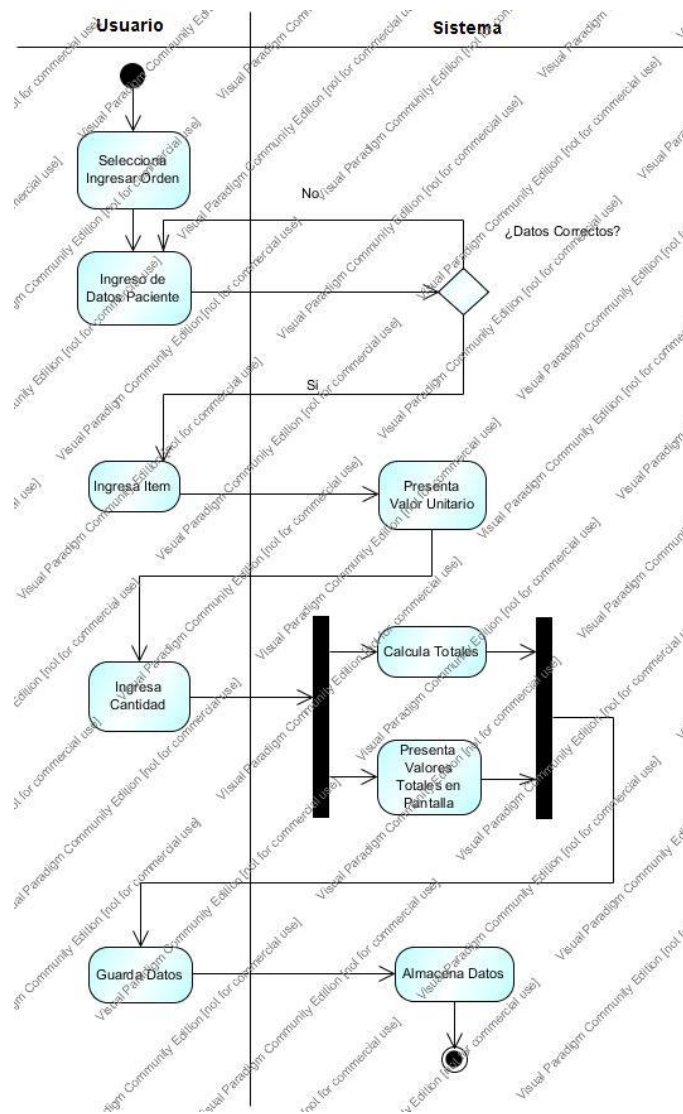 Usuario
Sistema
Selecciona
Ingresar Orden
No
¿Datos Correctos?
Ingreso de
Datos Paciente
Si
Ingresa Item
Presenta
Valor Unitario
Calcula Totales
Ingresa
Cantidad
Presenta
Valores
Totales en
Pantalla
Guarda Datos
Almacena Datos
Visual Paradigm Community Edition [not for commercial use]